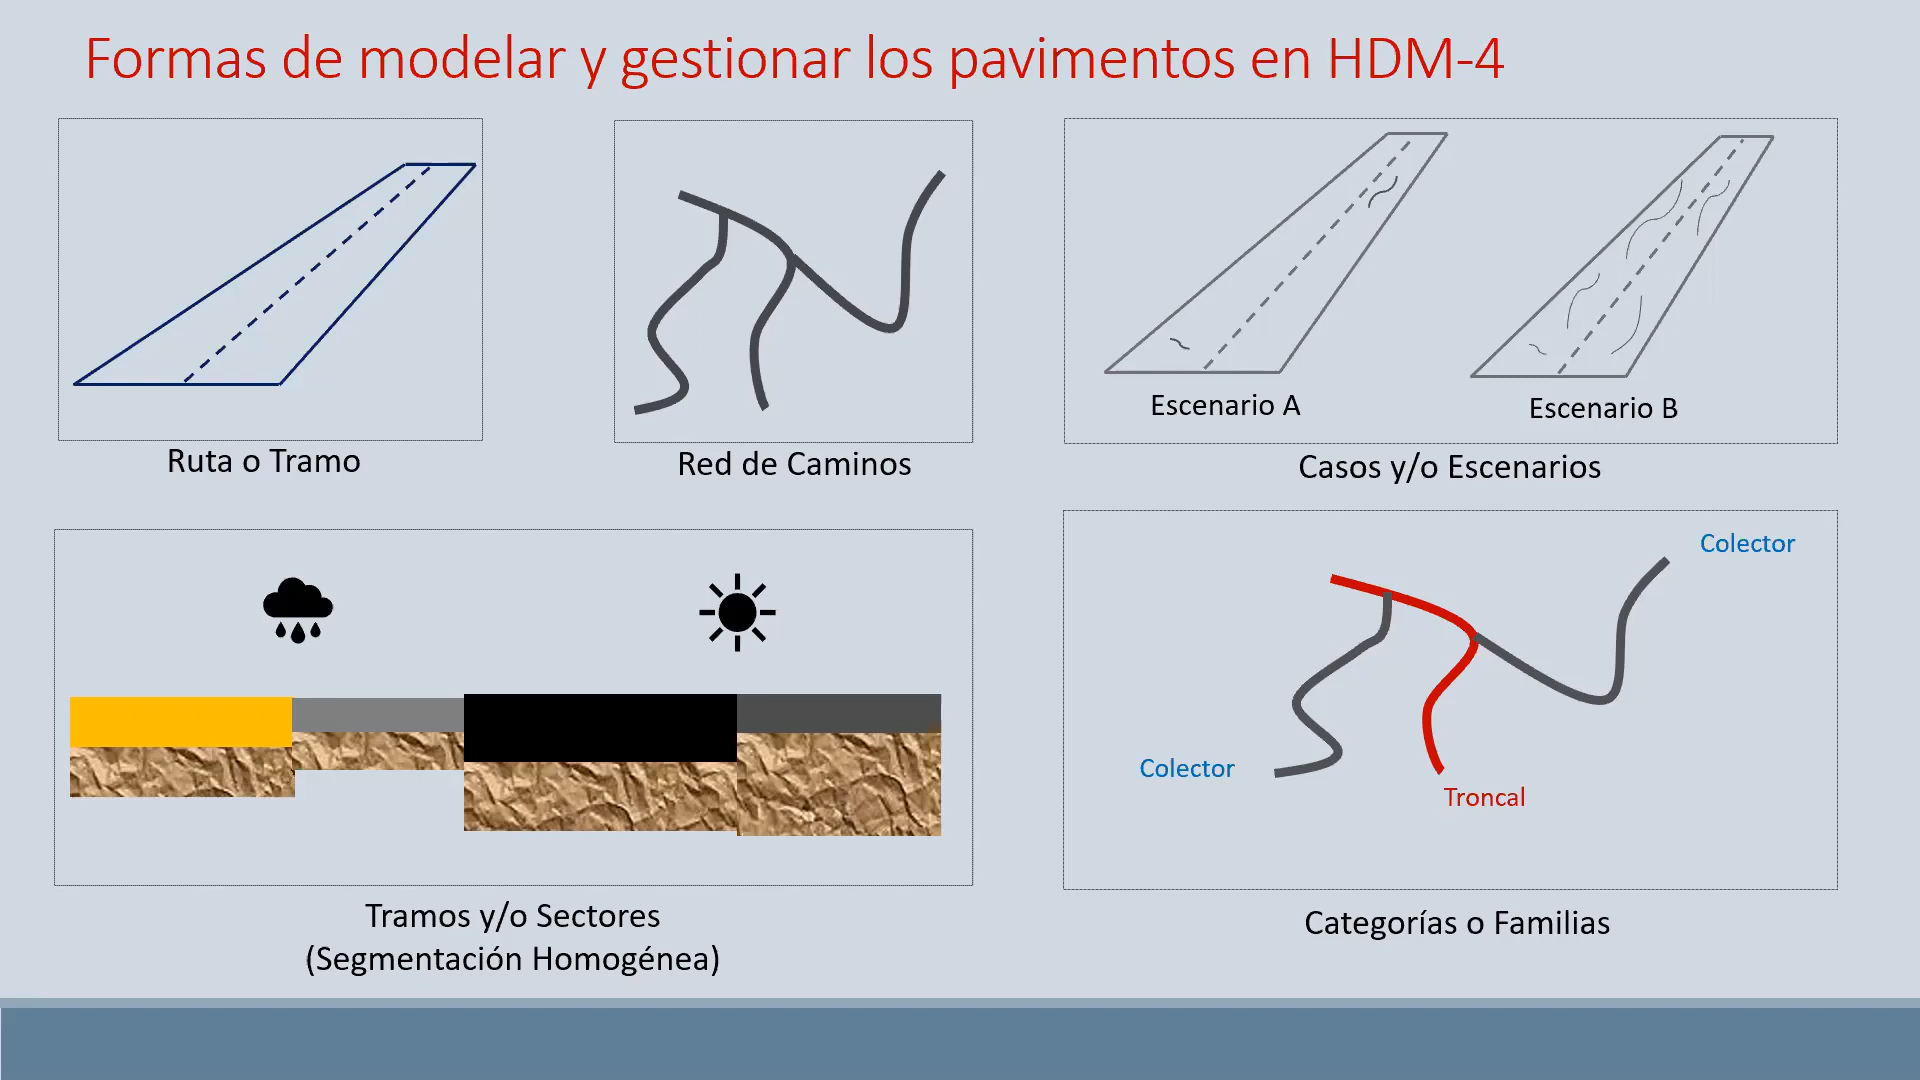 Formas de modelar y gestionar los pavimentos en HDM-4
Ruta o Tramo
Red de Caminos
Escenario A
Escenario B
Casos y/o Escenarios
Tramos y/o Sectores
(Segmentación Homogénea)
Colector
Colector
Troncal
Categorías o Familias